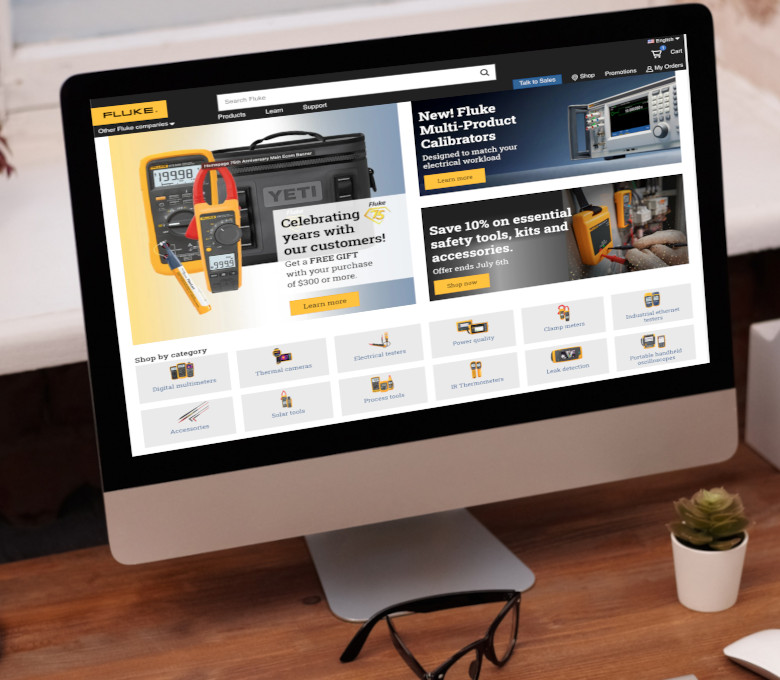 English
FLUKE.
Search Fluke
Cart
Other Fluke companies
Products
Learn
Support
Talk to Sales
Shop
Promotions
My Orders
Homepage 75th Anniversary Main Ecom Banner
19998
YETI
Fluke
75
Celebrating
years with
our customers!
Get a FREE GIFT
with your purchase
of $300 or more.
Learn more
New! Fluke
Multi-Product
Calibrators
Designed to match your
electrical workload
Learn more
Save 10% on essential
safety tools, kits and
accessories.
Offer ends July 6th
Shop now
Shop by category
Digital multimeters
Thermal cameras
Electrical testers
Power quality
Clamp meters
Industrial ethernet
testers
Accessories
Solar tools
Process tools
IR Thermometers
Leak detection
Portable handheld
oscilloscopes